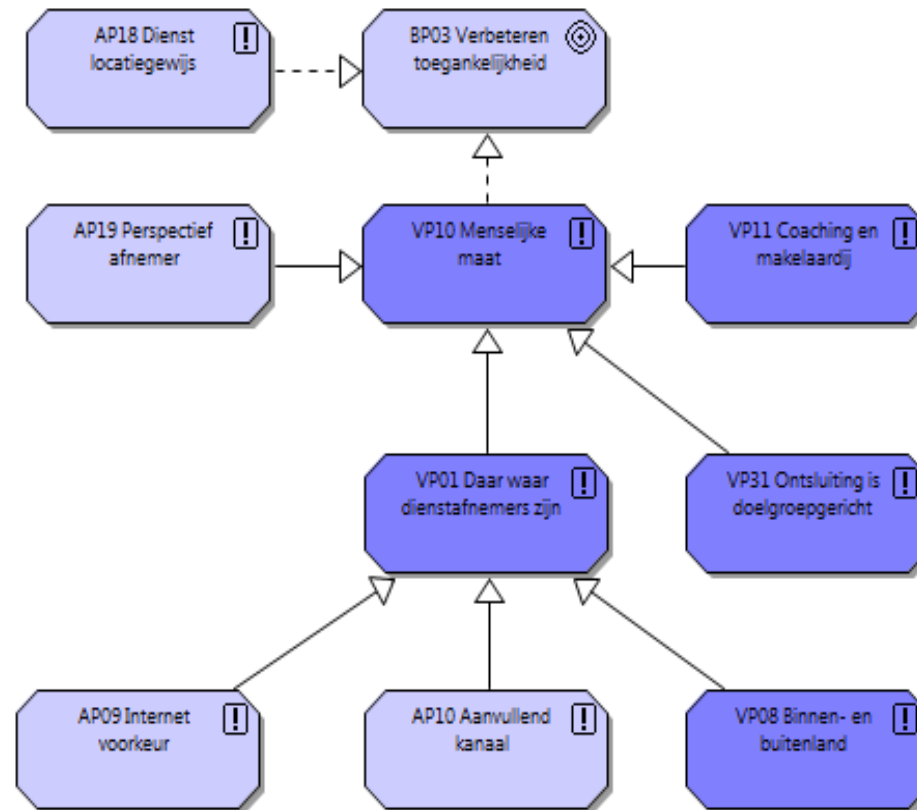 AP18 Dienst
locatiegewijs
BP03 Verbeteren
toegankelijkheid
AP19 Perspectief
afnemer
VP10 Menselijke
maat
VP11 Coaching en
makelaardij
VP01 Daar waar
dienstafnemers zijn
VP31 Ontsluiting is
doelgroepgericht
AP09 Internet
voorkeur
AP10 Aanvullend
kanaal
VP08 Binnen- en
buitenland